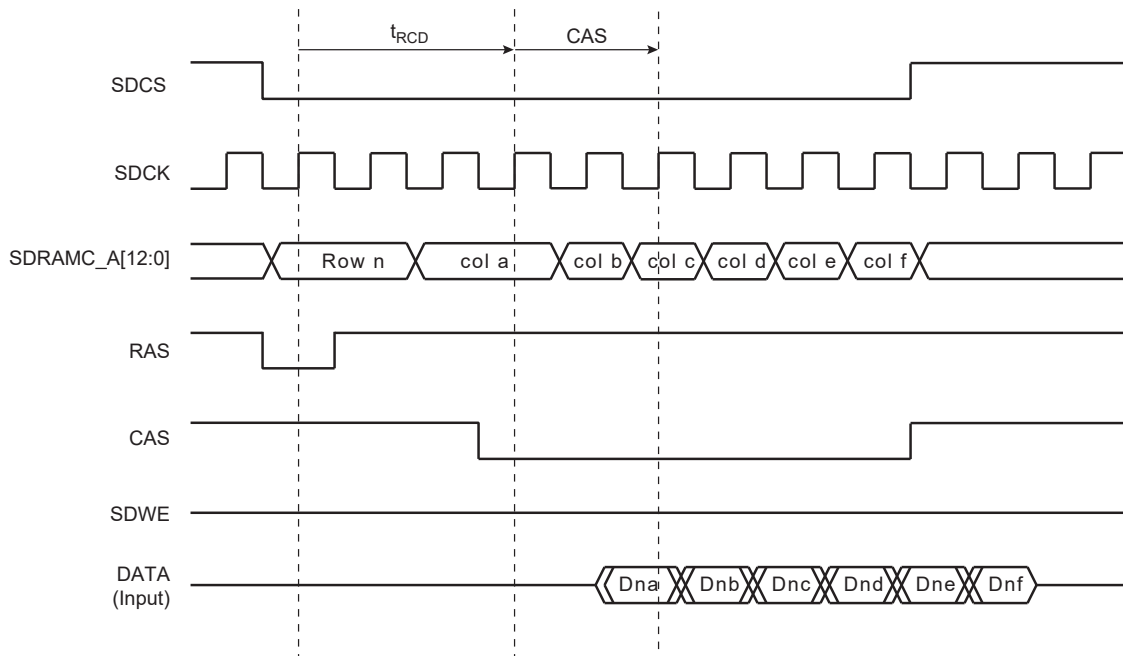 t_RCD
CAS
SDCS
SDCK
SDRAMC_A[12:0]
Row n
col a
col b
col c
col d
col e
col f
RAS
CAS
SDWE
DATA
(Input)
Dna
Dnb
Dnc
Dnd
Dne
Dnf